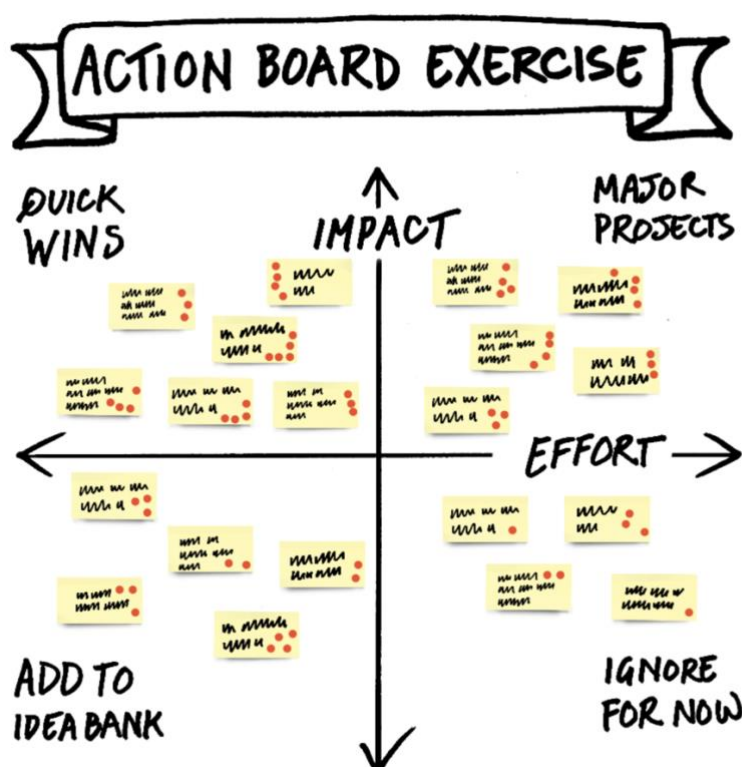 ACTION BOARD EXERCISE
QUICK
WINS
IMPACT
MAJOR
PROJECTS
EFFORT
ADD TO
IDEA BANK
IGNORE
FOR NOW